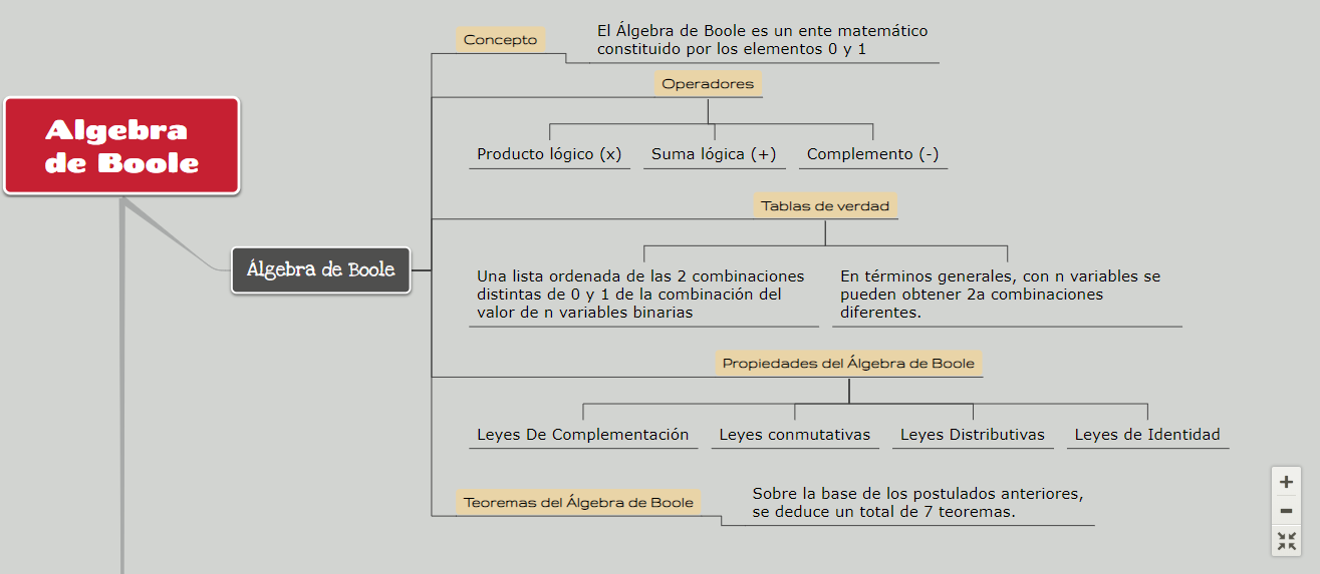 Algebra
de Boole
Álgebra de Boole
Concepto
El Álgebra de Boole es un ente matemático
constituido por los elementos 0 y 1
Operadores
Producto lógico (x)
Suma lógica (+)
Complemento (-)
Tablas de verdad
Una lista ordenada de las 2 combinaciones
distintas de 0 y 1 de la combinación del
valor de n variables binarias
En términos generales, con n variables se
pueden obtener 2a combinaciones
diferentes.
Propiedades del Álgebra de Boole
Leyes De Complementación
Leyes conmutativas
Leyes Distributivas
Leyes de Identidad
Teoremas del Álgebra de Boole
Sobre la base de los postulados anteriores,
se deduce un total de 7 teoremas.